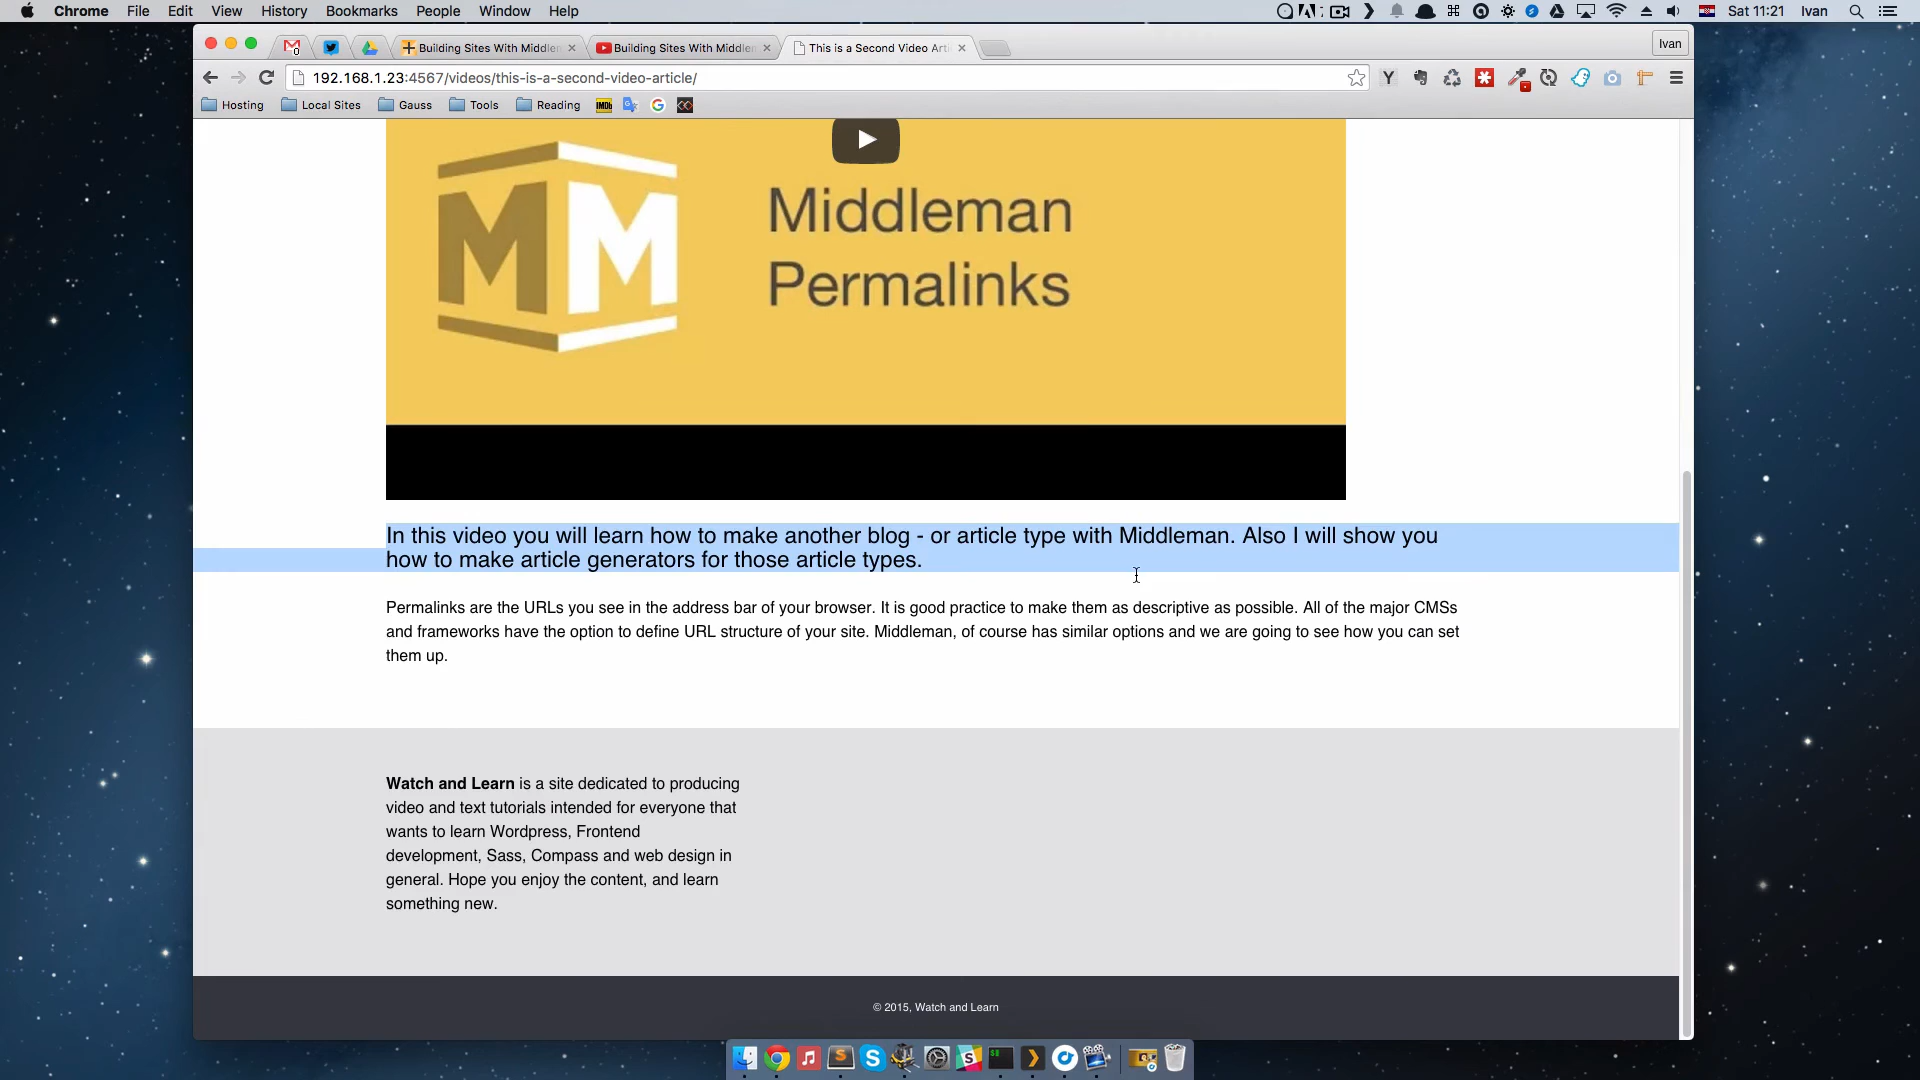 Chrome File Edit View History Bookmarks People Window Help Sat 11:21 Ivan
Building Sites With Middlen Building Sites With Middlen This is a Second Video Art Ivan
192.168.1.23:4567/videos/this-is-a-second-video-article/
Hosting Local Sites Gauss Tools Reading IMDb
MM
Middleman
Permalinks
In this video you will learn how to make another blog - or article type with Middleman. Also I will show you
how to make article generators for those article types.
Permalinks are the URLs you see in the address bar of your browser. It is good practice to make them as descriptive as possible. All of the major CMSs
and frameworks have the option to define URL structure of your site. Middleman, of course has similar options and we are going to see how you can set
them up.
Watch and Learn is a site dedicated to producing
video and text tutorials intended for everyone that
wants to learn Wordpress, Frontend
development, Sass, Compass and web design in
general. Hope you enjoy the content, and learn
something new.
© 2015, Watch and Learn